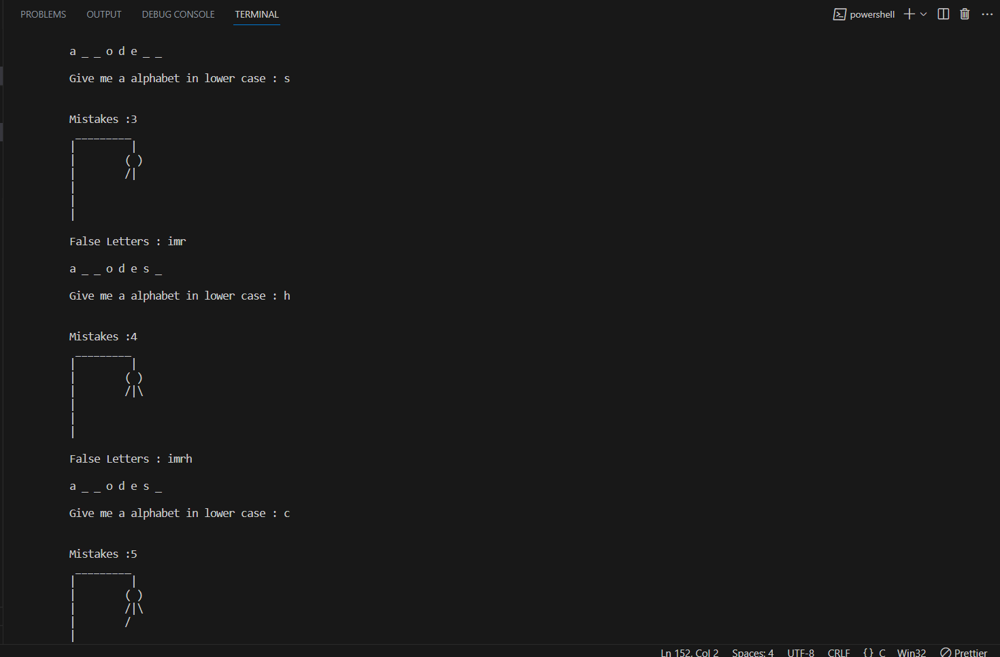 PROBLEMS OUTPUT DEBUG CONSOLE TERMINAL powershell
a _ _ o d e _ _
Give me a alphabet in lower case : s
Mistakes :3
_________
|         |
|        ( )
|        /|
|
|
|
False Letters : imr
a _ _ o d e s _
Give me a alphabet in lower case : h
Mistakes :4
_________
|         |
|        ( )
|        /|\
|
|
|
False Letters : imrh
a _ _ o d e s _
Give me a alphabet in lower case : c
Mistakes :5
_________
|         |
|        ( )
|        /|\
|        /
|
Ln 152, Col 2 Spaces: 4 UTF-8 CRLF {} C Win32 Prettier